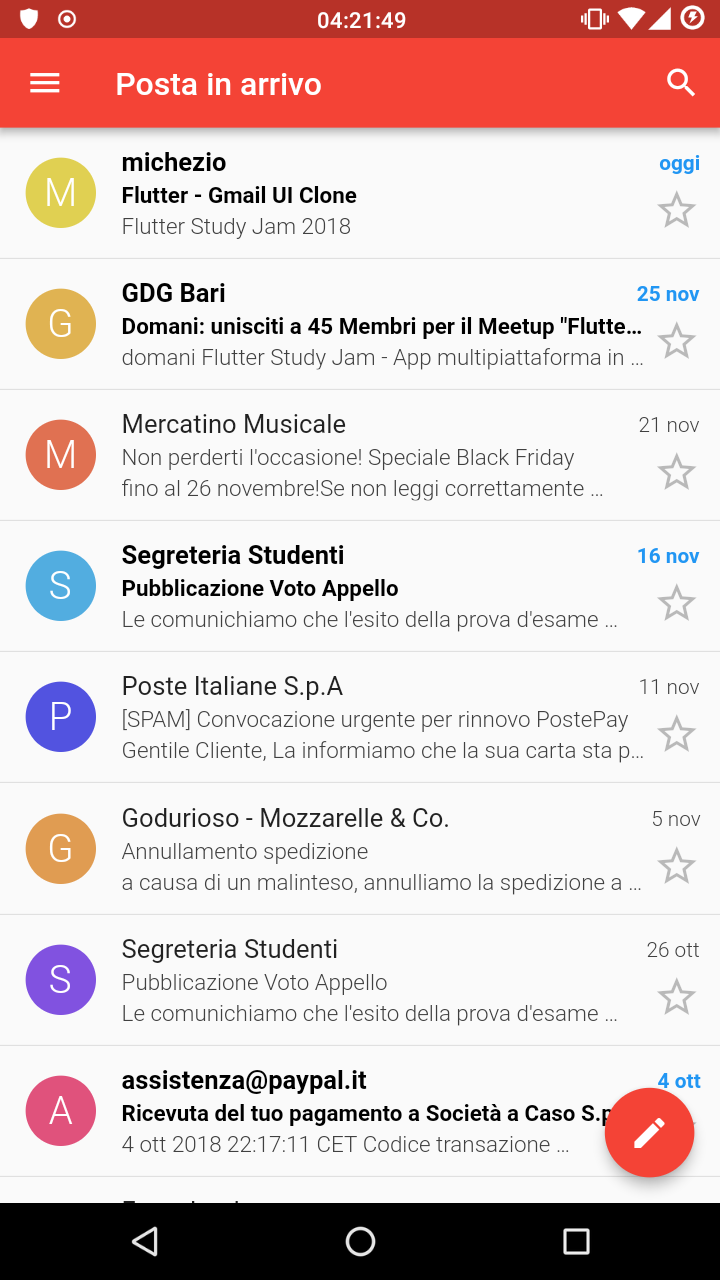 04:21:49
Posta in arrivo
M
michezio
oggi
Flutter - Gmail UI Clone
Flutter Study Jam 2018
G
GDG Bari
25 nov
Domani: unisciti a 45 Membri per il Meetup "Flutte...
domani Flutter Study Jam - App multipiattaforma in ...
M
Mercatino Musicale
21 nov
Non perderti l'occasione! Speciale Black Friday
fino al 26 novembre!Se non leggi correttamente ...
S
Segreteria Studenti
16 nov
Pubblicazione Voto Appello
Le comunichiamo che l'esito della prova d'esame ...
P
Poste Italiane S.p.A
11 nov
[SPAM] Convocazione urgente per rinnovo PostePay
Gentile Cliente, La informiamo che la sua carta sta p...
G
Godurioso - Mozzarelle & Co.
5 nov
Annullamento spedizione
a causa di un malinteso, annulliamo la spedizione a ...
S
Segreteria Studenti
26 ott
Pubblicazione Voto Appello
Le comunichiamo che l'esito della prova d'esame ...
A
assistenza@paypal.it
4 ott
Ricevuta del tuo pagamento a Società a Caso S.p
4 ott 2018 22:17:11 CET Codice transazione ...